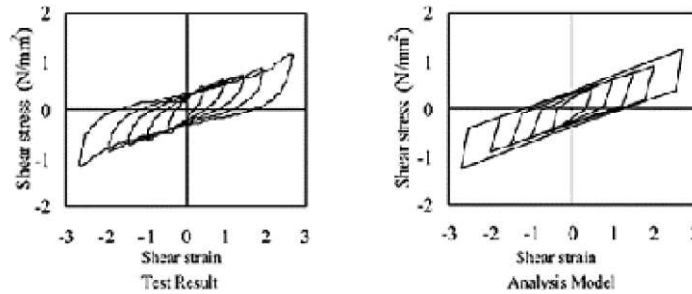 Shear stress (N/mm²)
2
1
0
-1
-2
-3 -2 -1 0 1 2 3
Shear strain
Test Result
Shear stress (N/mm²)
2
1
0
-1
-2
-3 -2 -1 0 1 2 3
Shear strain
Analysis Model